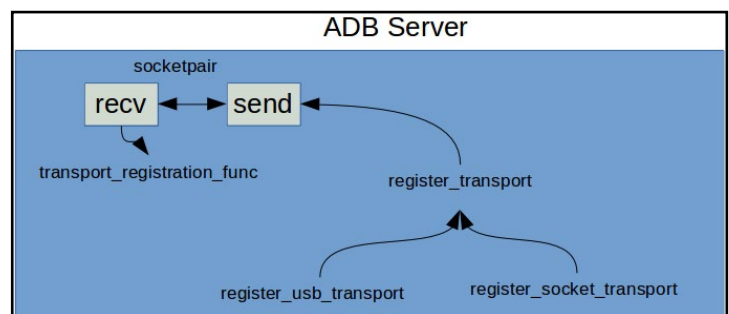 ADB Server
socketpair
recv
send
transport_registration_func
register_transport
register_usb_transport
register_socket_transport